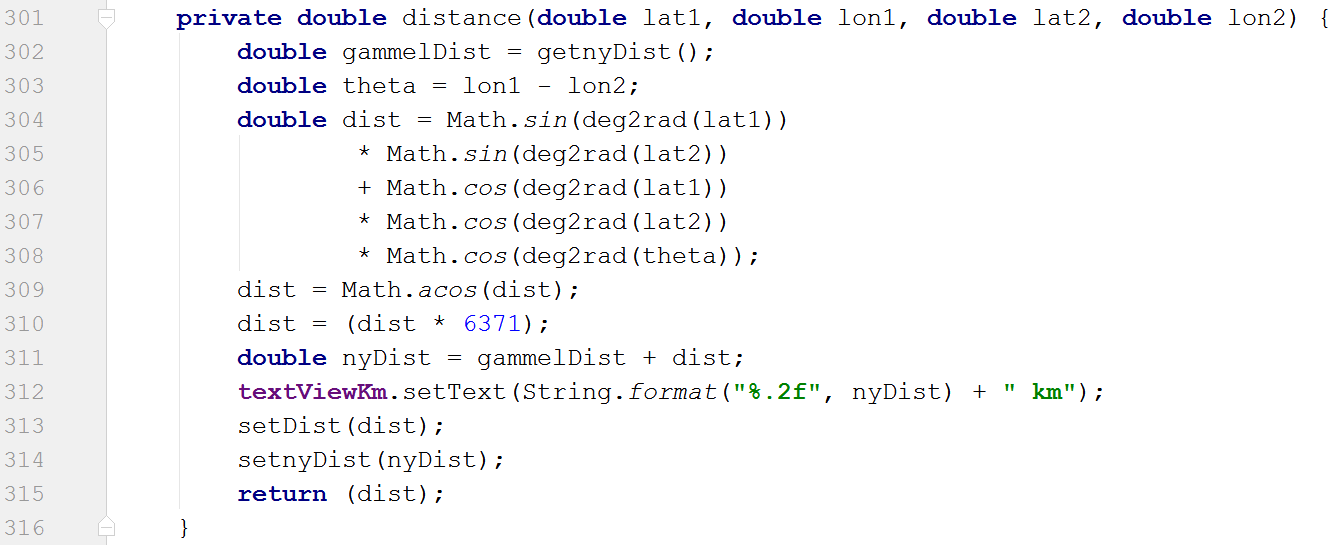 301 private double distance(double lat1, double lon1, double lat2, double lon2) {
302 double gammelDist = getnyDist();
303 double theta = lon1 - lon2;
304 double dist = Math.sin(deg2rad(lat1))
305 * Math.sin(deg2rad(lat2))
306 + Math.cos(deg2rad(lat1))
307 * Math.cos(deg2rad(lat2))
308 * Math.cos(deg2rad(theta));
309 dist = Math.acos(dist);
310 dist = (dist * 6371);
311 double nyDist = gammelDist + dist;
312 textViewKm.setText(String.format("%.2f", nyDist) + " km");
313 setDist(dist);
314 setnyDist(nyDist);
315 return (dist);
316 }